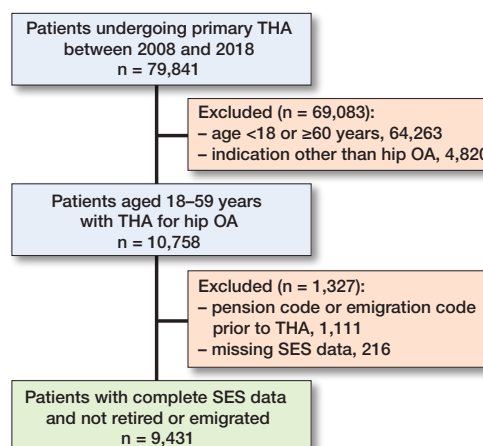 Patients undergoing primary THA
between 2008 and 2018
n = 79,841
Excluded (n = 69,083):
– age <18 or ≥60 years, 64,263
– indication other than hip OA, 4,820
Patients aged 18–59 years
with THA for hip OA
n = 10,758
Excluded (n = 1,327):
– pension code or emigration code
prior to THA, 1,111
– missing SES data, 216
Patients with complete SES data
and not retired or emigrated
n = 9,431